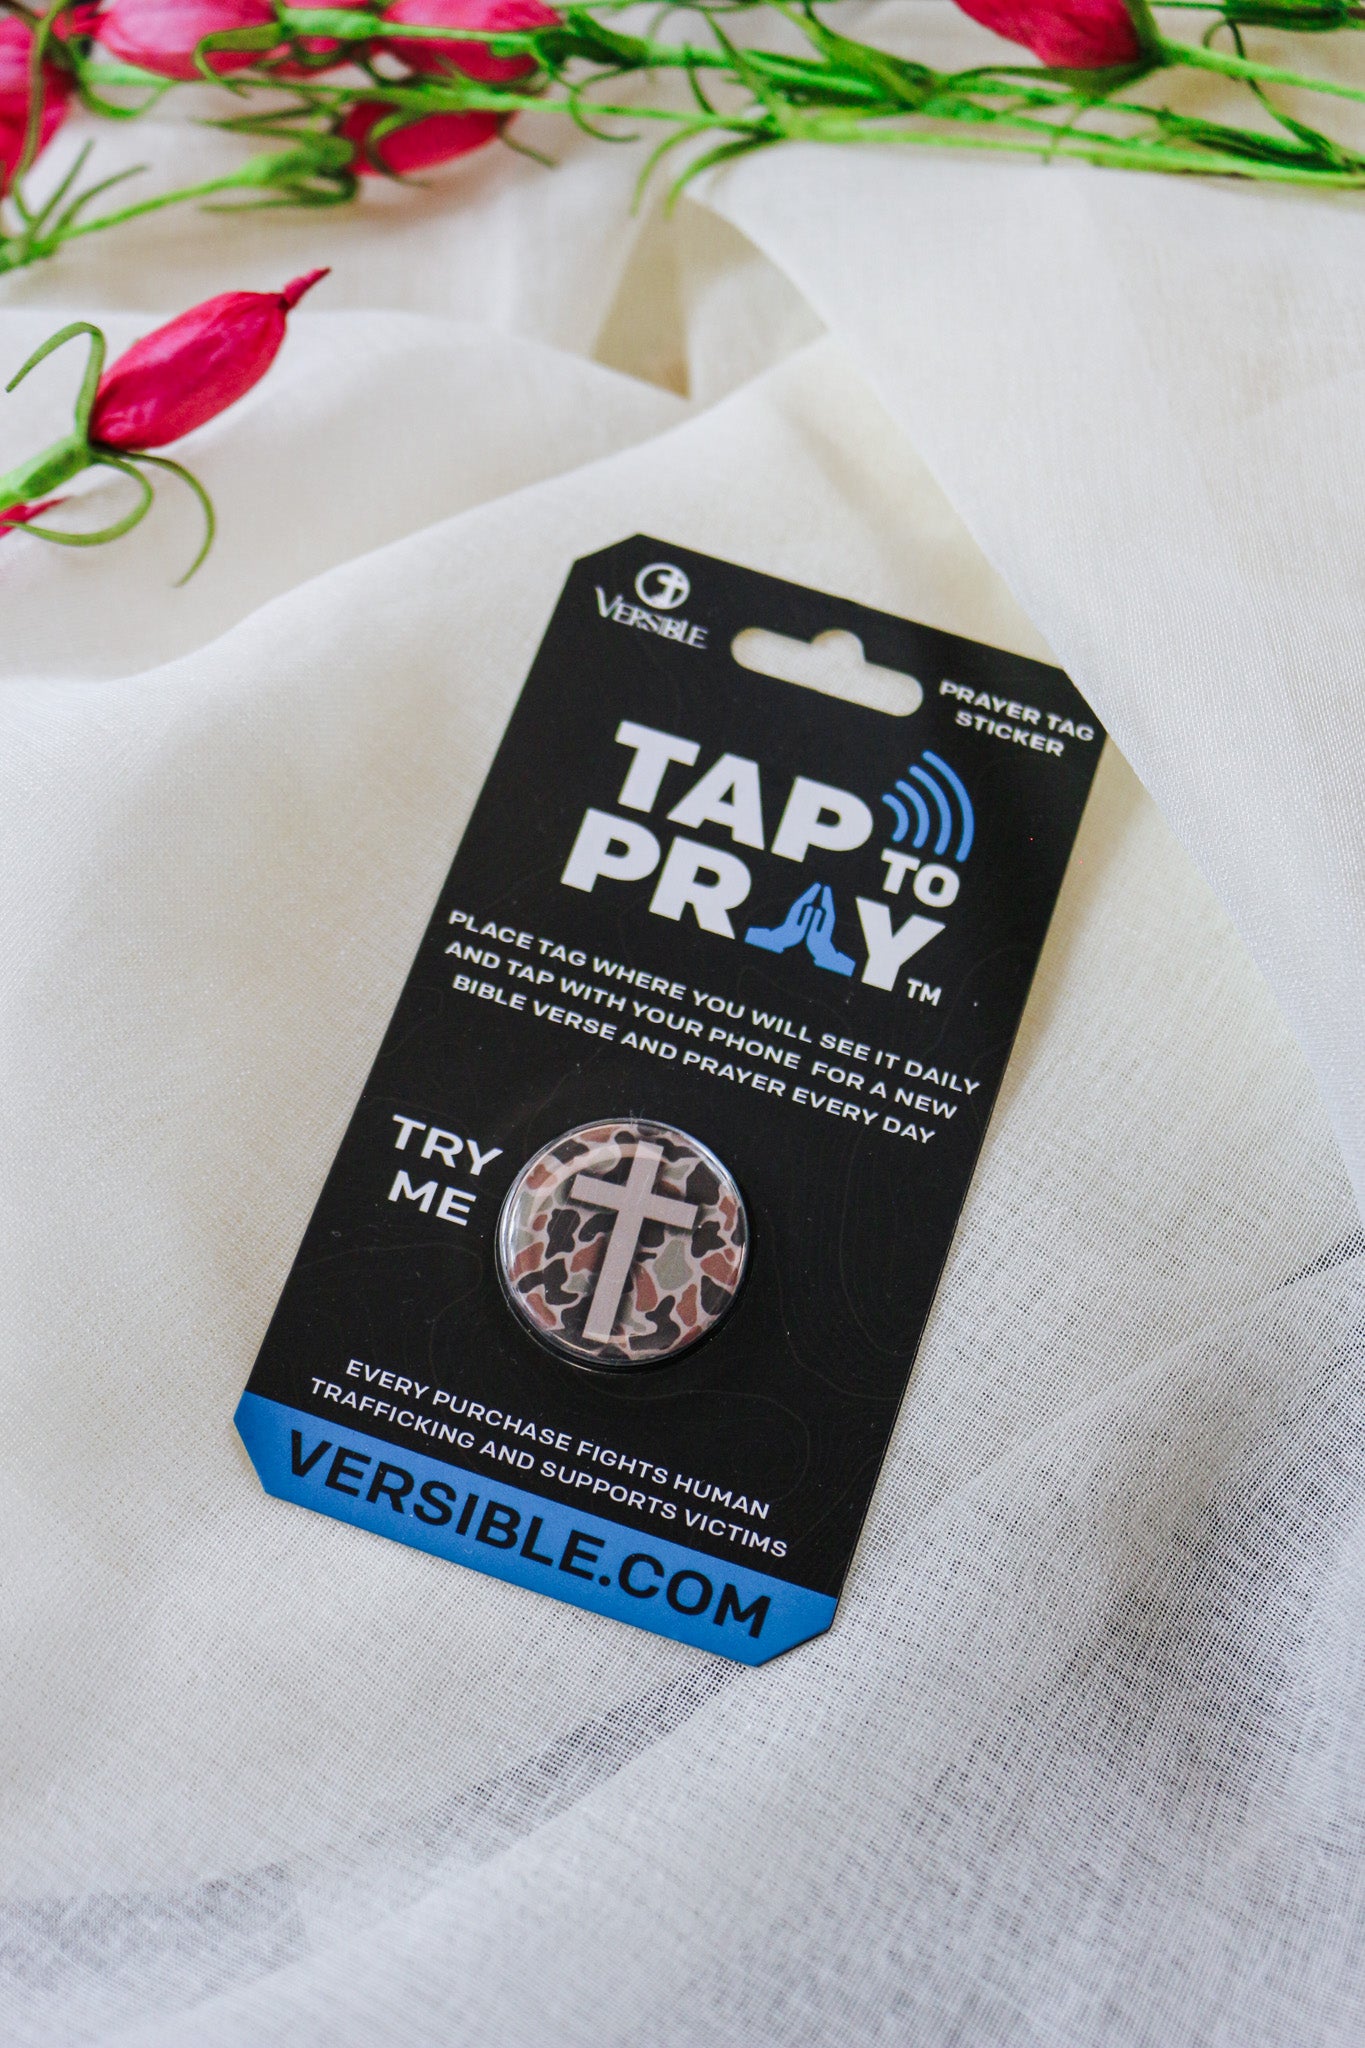 VERSIBLE
PRAYER TAG
STICKER
TAP
TO
PRAY™
PLACE TAG WHERE YOU WILL SEE IT DAILY
AND TAP WITH YOUR PHONE FOR A NEW
BIBLE VERSE AND PRAYER EVERY DAY
TRY
ME
EVERY PURCHASE FIGHTS HUMAN
TRAFFICKING AND SUPPORTS VICTIMS
VERSIBLE.COM